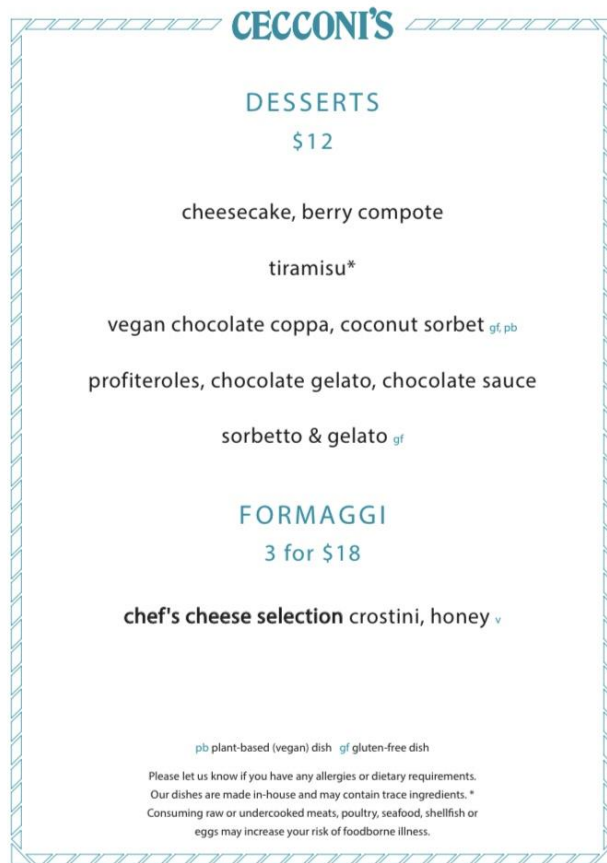 CECCONI'S
DESSERTS
$12
cheesecake, berry compote
tiramisu*
vegan chocolate coppa, coconut sorbet gf, pb
profiteroles, chocolate gelato, chocolate sauce
sorbetto & gelato gf
FORMAGGI
3 for $18
chef's cheese selection crostini, honey v
pb plant-based (vegan) dish gf gluten-free dish
Please let us know if you have any allergies or dietary requirements.
Our dishes are made in-house and may contain trace ingredients. *
Consuming raw or undercooked meats, poultry, seafood, shellfish or
eggs may increase your risk of foodborne illness.